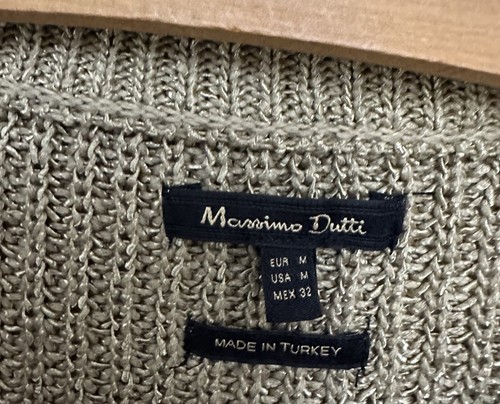 Massimo Dutti
EUR M
USA M
MEX 32
MADE IN TURKEY